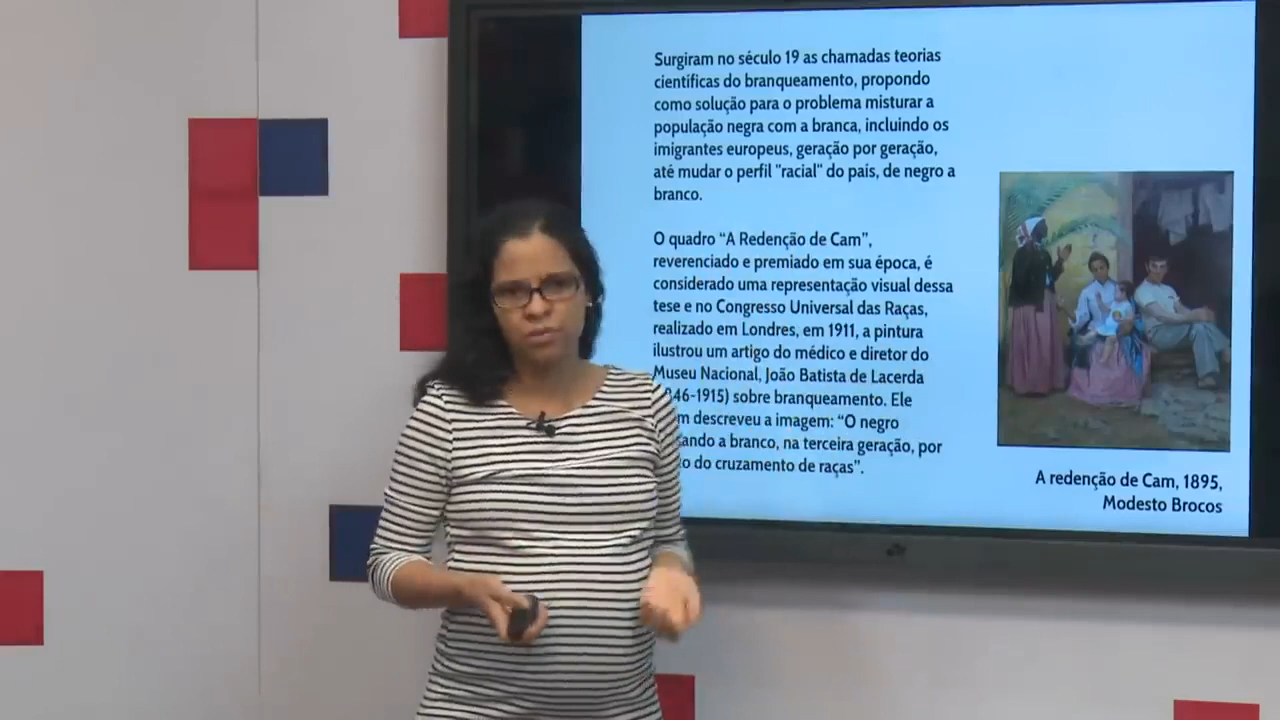 Surgiram no século 19 as chamadas teorias
científicas do branqueamento, propondo
como solução para o problema misturar a
população negra com a branca, incluindo os
imigrantes europeus, geração por geração,
até mudar o perfil "racial" do país, de negro a
branco.
O quadro “A Redenção de Cam”,
reverenciado e premiado em sua época, é
considerado uma representação visual dessa
tese e no Congresso Universal das Raças,
realizado em Londres, em 1911, a pintura
ilustrou um artigo do médico e diretor do
Museu Nacional, João Batista de Lacerda
46-1915) sobre branqueamento. Ele
descreveu a imagem: “O negro
a branco, na terceira geração, por
do cruzamento de raças”.
A redenção de Cam, 1895,
Modesto Brocos